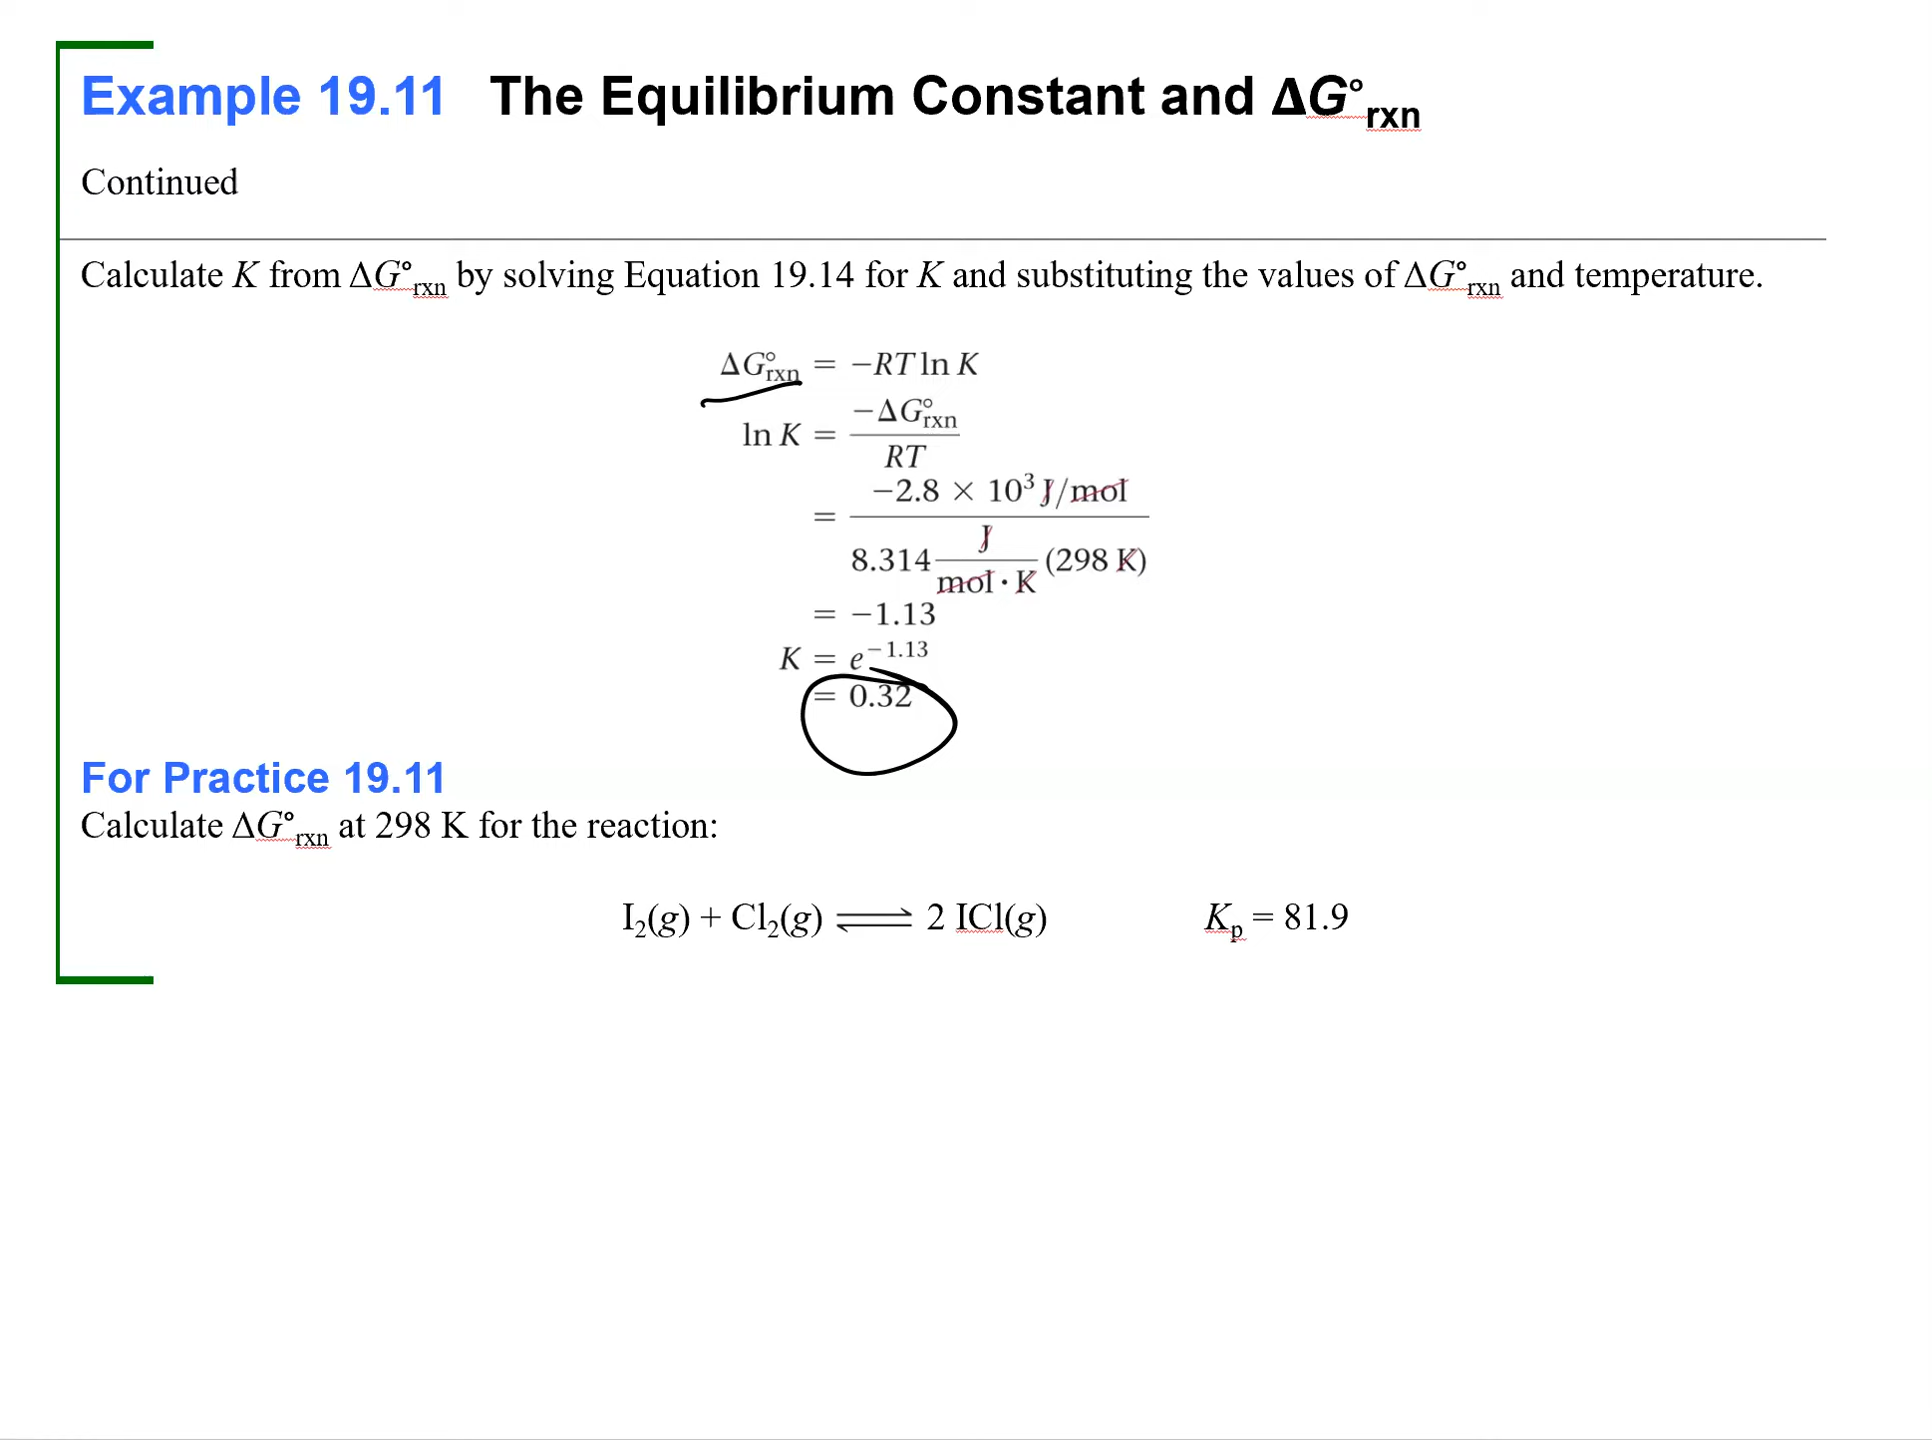 Example 19.11 The Equilibrium Constant and ΔG°rxn
Continued
Calculate K from ΔG°rxn by solving Equation 19.14 for K and substituting the values of ΔG°rxn and temperature.
ΔG°rxn = −RT ln K
ln K = −ΔG°rxn / RT
= −2.8 × 10³ J/mol / 8.314 J/mol · K (298 K)
= −1.13
K = e⁻¹·¹³
= 0.32
For Practice 19.11
Calculate ΔG°rxn at 298 K for the reaction:
I₂(g) + Cl₂(g) ⇌ 2 ICl(g) Kp = 81.9